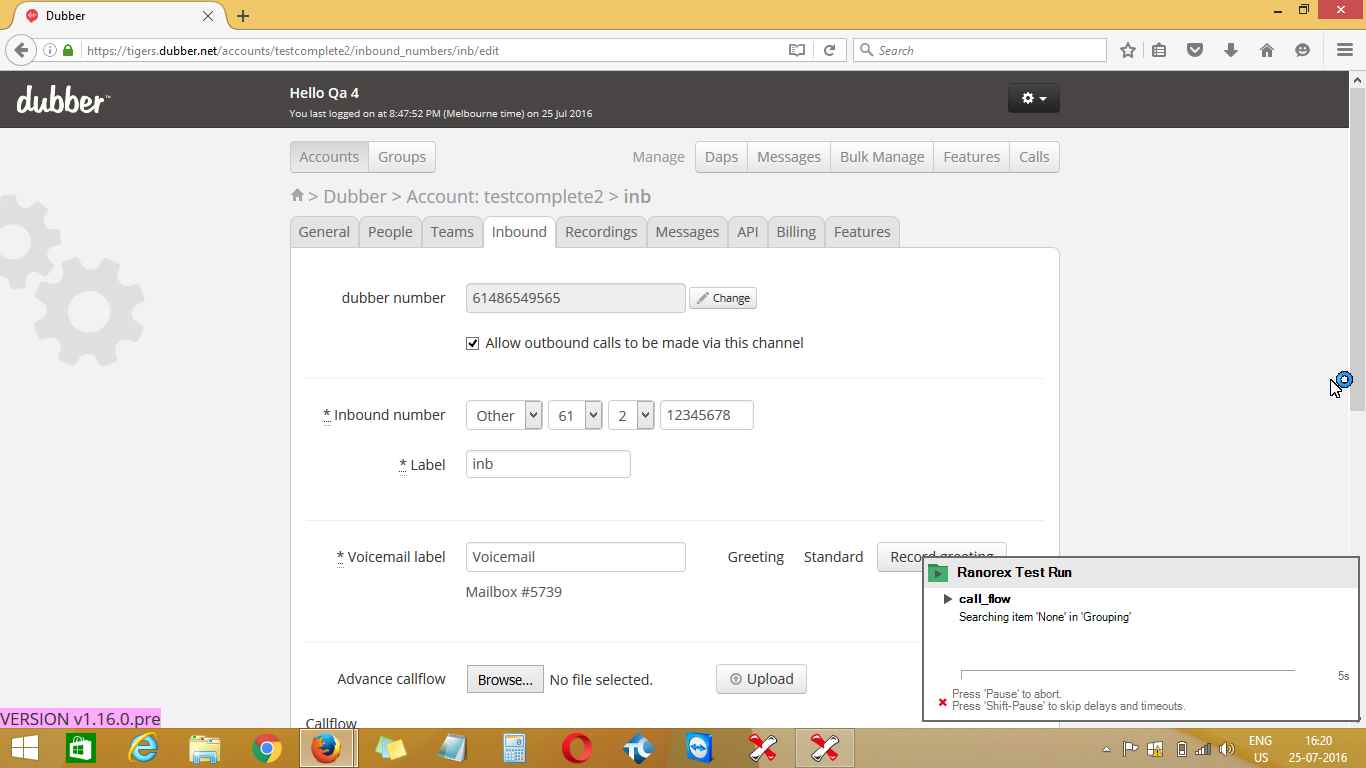 Dubber
https://tigers.dubber.net/accounts/testcomplete2/inbound_numbers/inb/edit
Search
dubber™
Hello Qa 4
You last logged on at 8:47:52 PM (Melbourne time) on 25 Jul 2016
Accounts Groups Manage Daps Messages Bulk Manage Features Calls
> Dubber > Account: testcomplete2 > inb
General People Teams Inbound Recordings Messages API Billing Features
dubber number 61486549565 Change
Allow outbound calls to be made via this channel
* Inbound number Other 61 2 12345678
* Label inb
* Voicemail label Voicemail Greeting Standard Record greeting
Mailbox #5739
Ranorex Test Run
call_flow
Searching item 'None' in 'Grouping'
5s
Press 'Pause' to abort.
Press 'Shift-Pause' to skip delays and timeouts.
Advance callflow Browse... No file selected. Upload
Callflow
VERSION v1.16.0.pre
ENG 16:20
US 25-07-2016